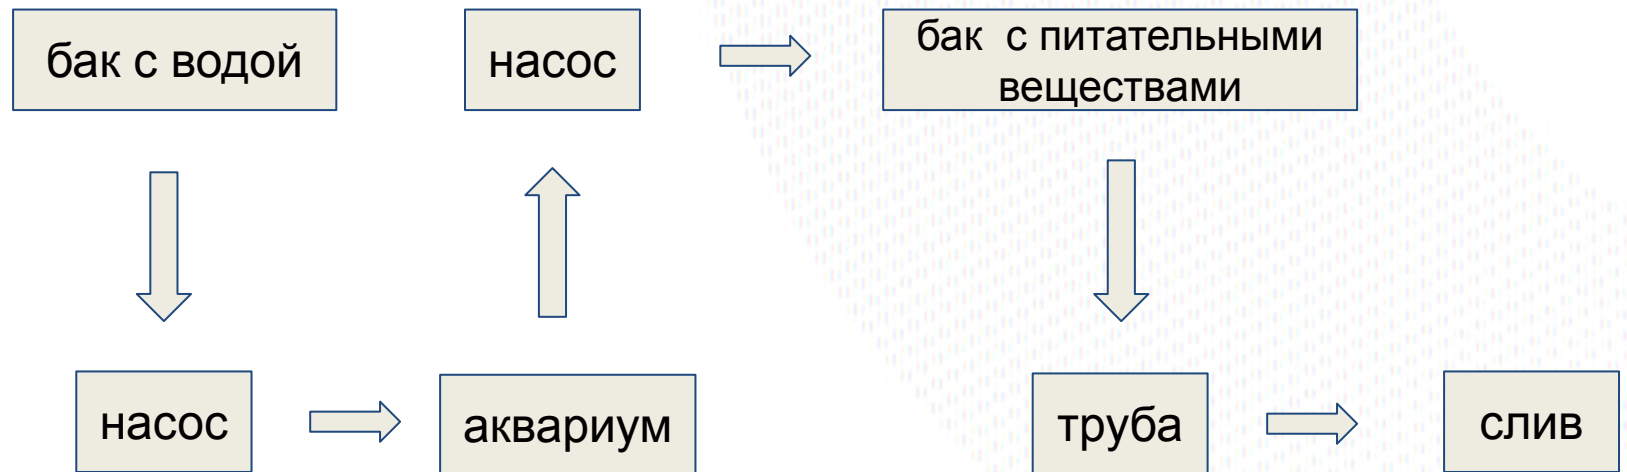 бак с водой
насос
бак с питательными
веществами
насос
аквариум
труба
слив